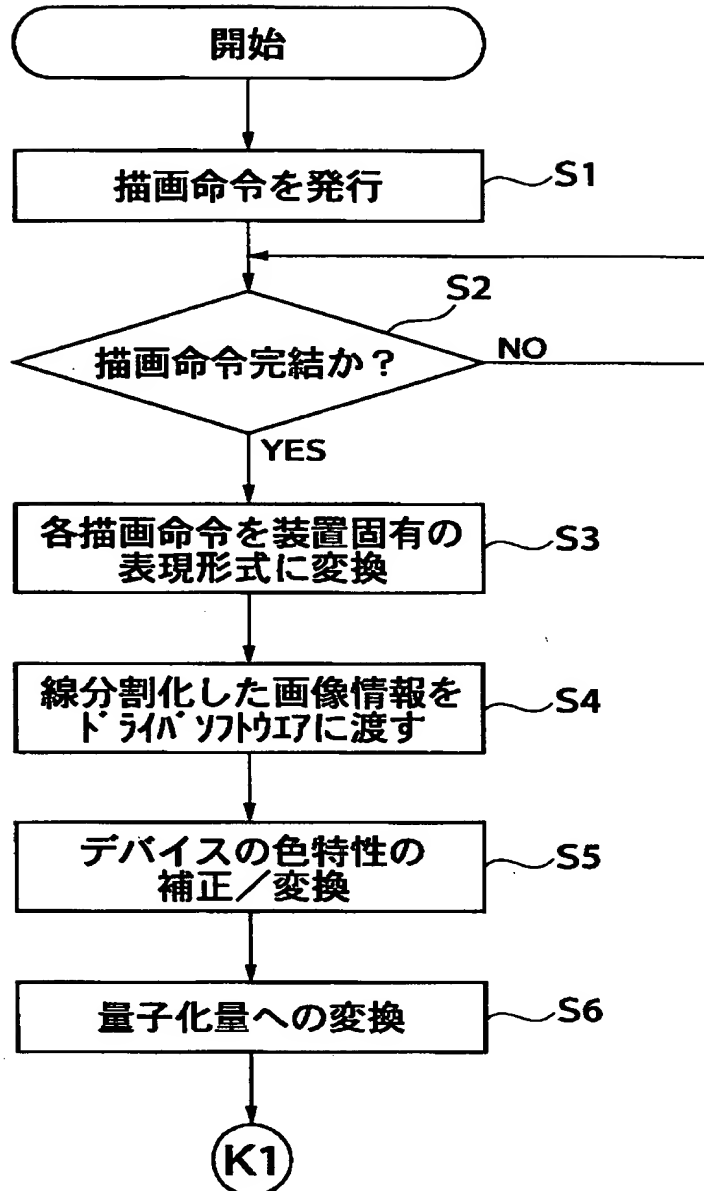 開始
描画命令を発行
S1
S2
描画命令完結か？
NO
YES
各描画命令を装置固有の
表現形式に変換
S3
線分割化した画像情報を
ﾄﾞﾗｲﾊﾞｿﾌﾄｳｴｱに渡す
S4
デバイスの色特性の
補正／変換
S5
量子化量への変換
S6
K1